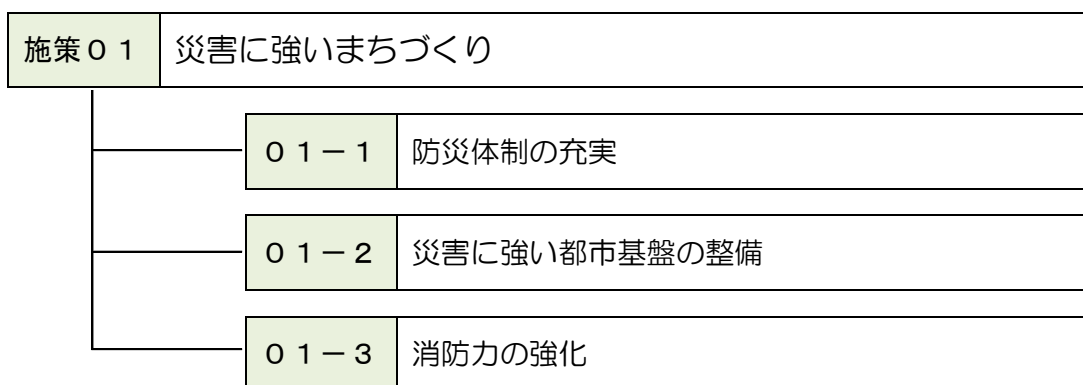 施策０１ 災害に強いまちづくり
０１－１ 防災体制の充実
０１－２ 災害に強い都市基盤の整備
０１－３ 消防力の強化